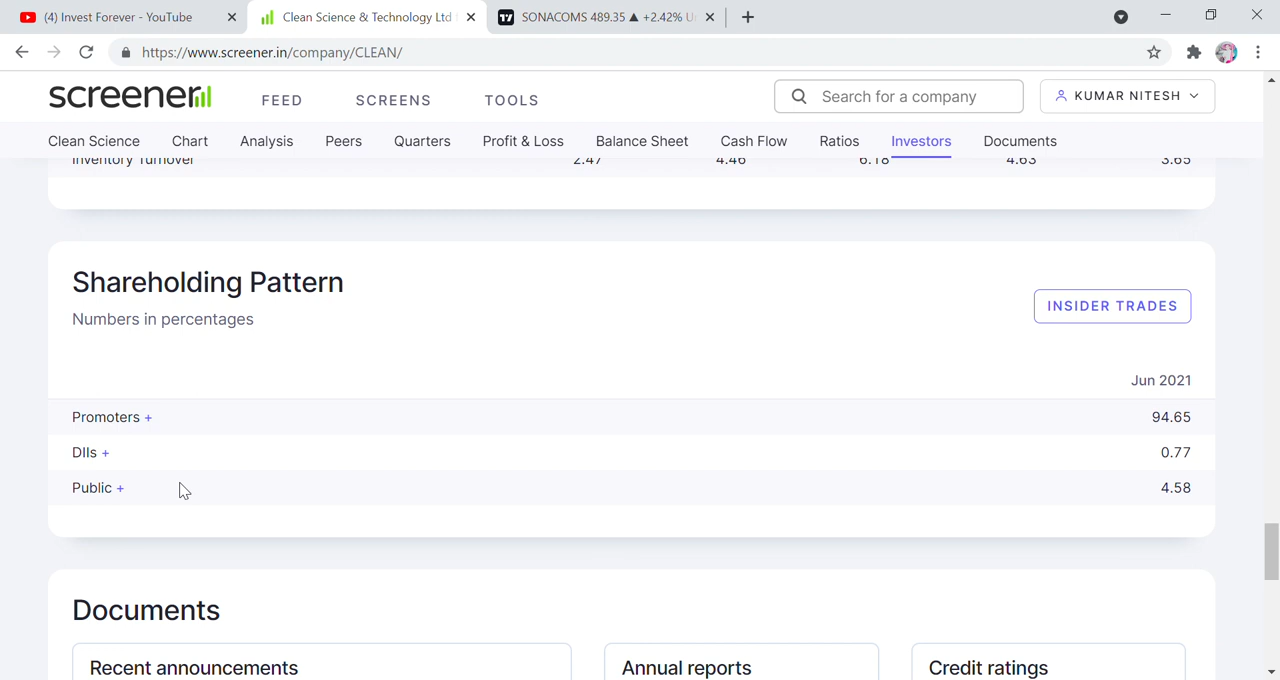 (4) Invest Forever - YouTube
Clean Science & Technology Ltd
SONACOMS 489.35 ▲ +2.42%
https://www.screener.in/company/CLEAN/
screener
FEED
SCREENS
TOOLS
Search for a company
KUMAR NITESH
Clean Science
Chart
Analysis
Peers
Quarters
Profit & Loss
Balance Sheet
Cash Flow
Ratios
Investors
Documents
Inventory Turnover 2.47 4.46 6.18 4.63 3.65
Shareholding Pattern
Numbers in percentages
INSIDER TRADES
Jun 2021
Promoters + 94.65
DIIs + 0.77
Public + 4.58
Documents
Recent announcements
Annual reports
Credit ratings